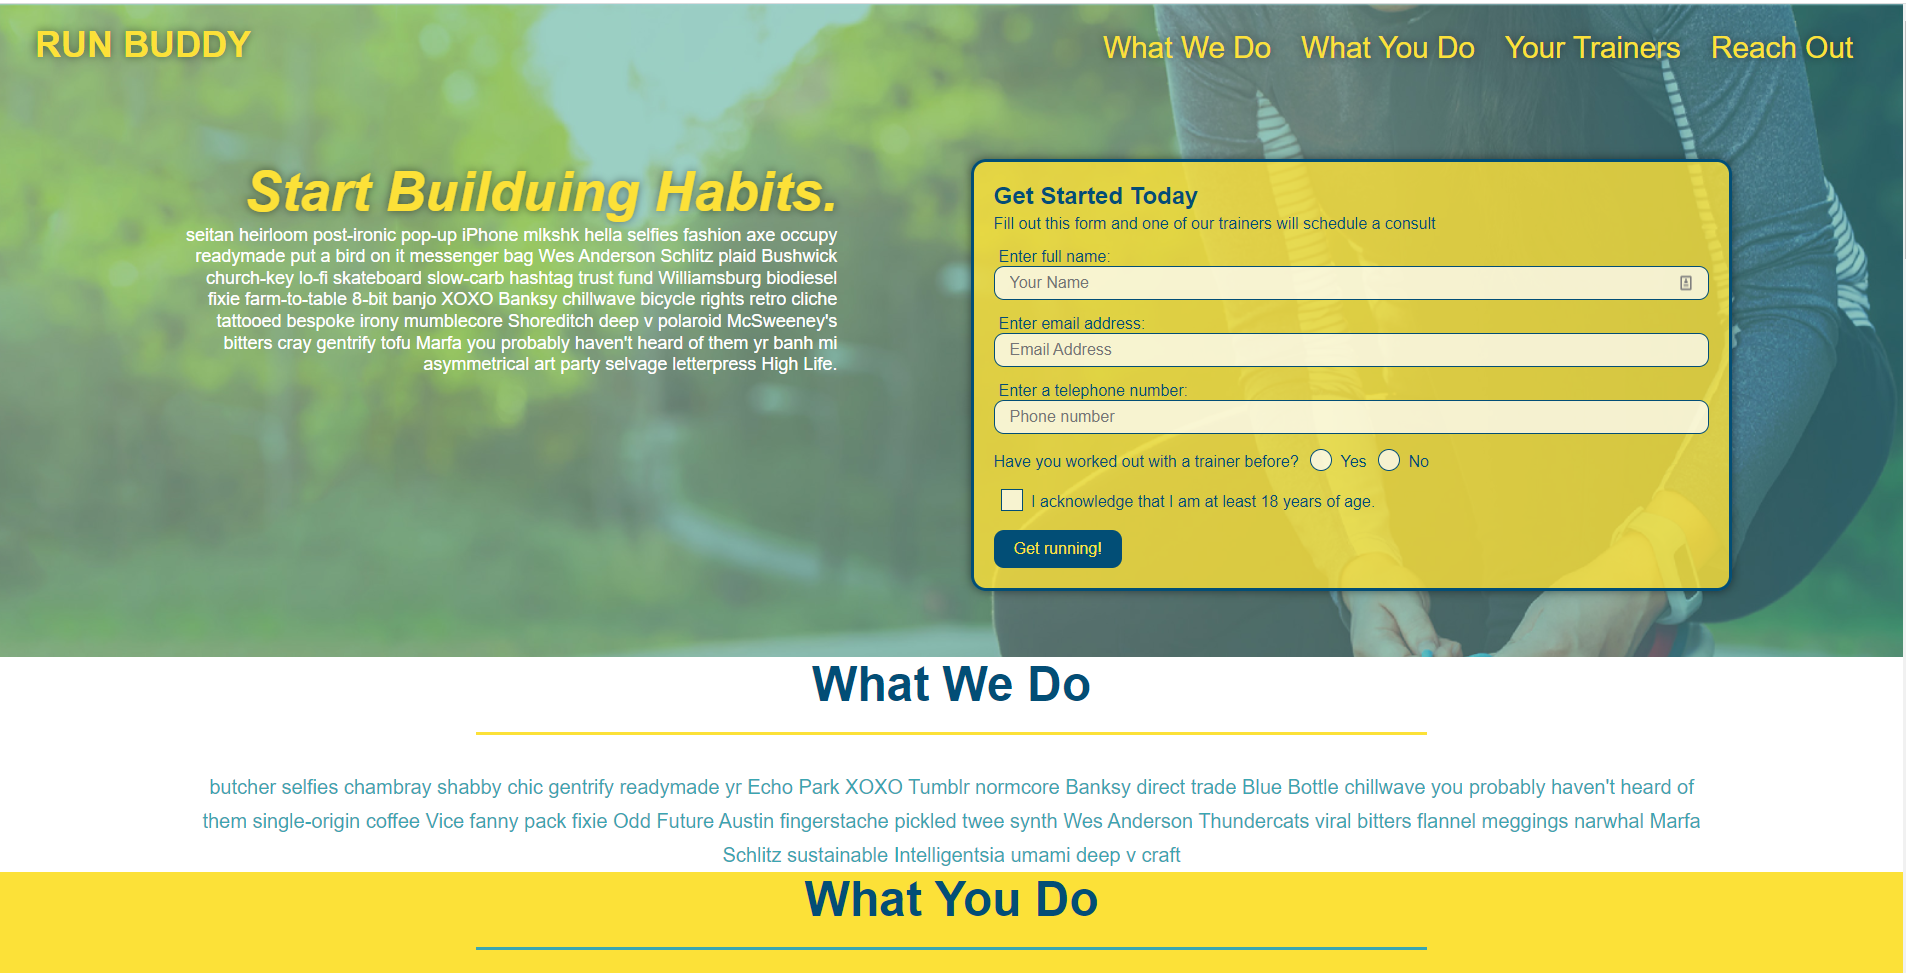 RUN BUDDY
What We Do What You Do Your Trainers Reach Out
Start Builduing Habits.
seitan heirloom post-ironic pop-up iPhone mlkshk hella selfies fashion axe occupy
readymade put a bird on it messenger bag Wes Anderson Schlitz plaid Bushwick
church-key lo-fi skateboard slow-carb hashtag trust fund Williamsburg biodiesel
fixie farm-to-table 8-bit banjo XOXO Banksy chillwave bicycle rights retro cliche
tattooed bespoke irony mumblecore Shoreditch deep v polaroid McSweeney's
bitters cray gentrify tofu Marfa you probably haven't heard of them yr banh mi
asymmetrical art party selvage letterpress High Life.
Get Started Today
Fill out this form and one of our trainers will schedule a consult
Enter full name:
Your Name
Enter email address:
Email Address
Enter a telephone number:
Phone number
Have you worked out with a trainer before? Yes No
I acknowledge that I am at least 18 years of age.
Get running!
What We Do
butcher selfies chambray shabby chic gentrify readymade yr Echo Park XOXO Tumblr normcore Banksy direct trade Blue Bottle chillwave you probably haven't heard of
them single-origin coffee Vice fanny pack fixie Odd Future Austin fingerstache pickled twee synth Wes Anderson Thundercats viral bitters flannel meggings narwhal Marfa
Schlitz sustainable Intelligentsia umami deep v craft
What You Do